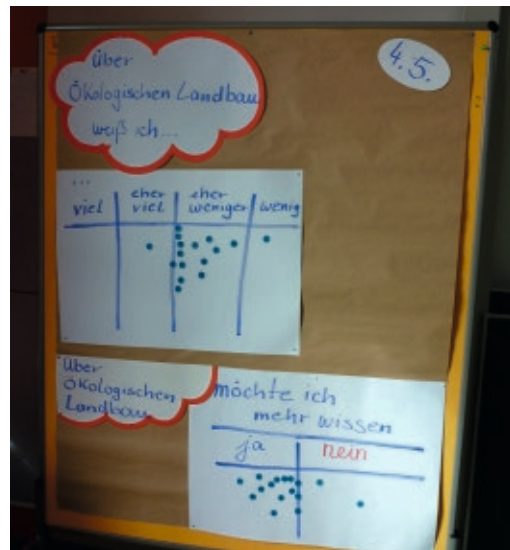 über
Ökologischen Landbau
weiß ich...
4.5.
...
viel
eher
viel
eher
weniger
wenig
Über
Ökologischen
Landbau
möchte ich
mehr wissen
ja
nein